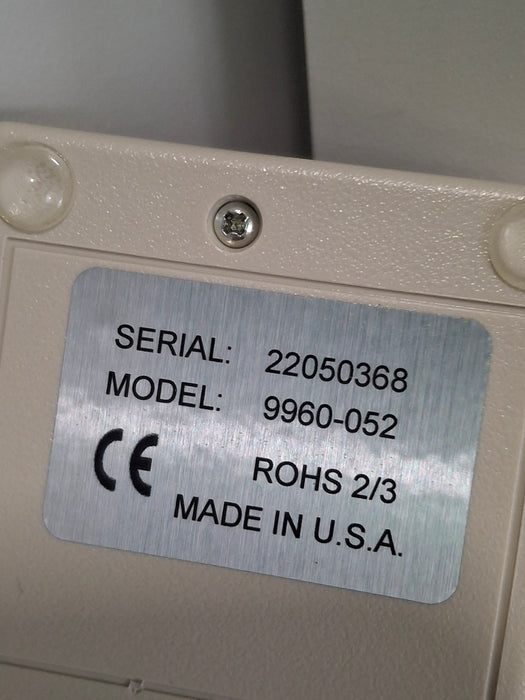 SERIAL: 22050368
MODEL: 9960-052
CE ROHS 2/3
MADE IN U.S.A.